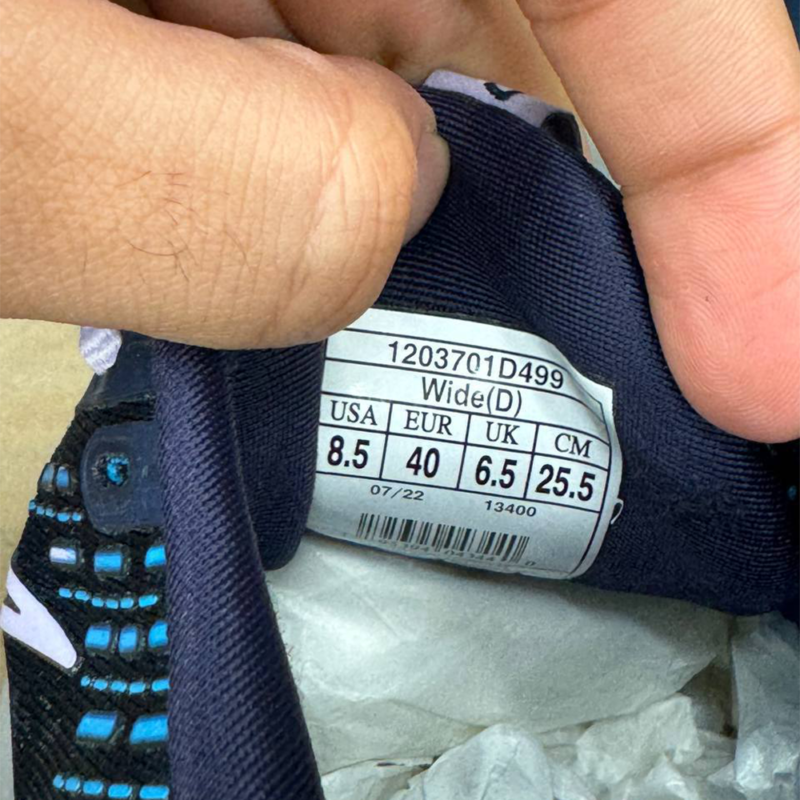 1203701D499
Wide(D)
USA EUR UK CM
8.5 40 6.5 25.5
07/22 13400